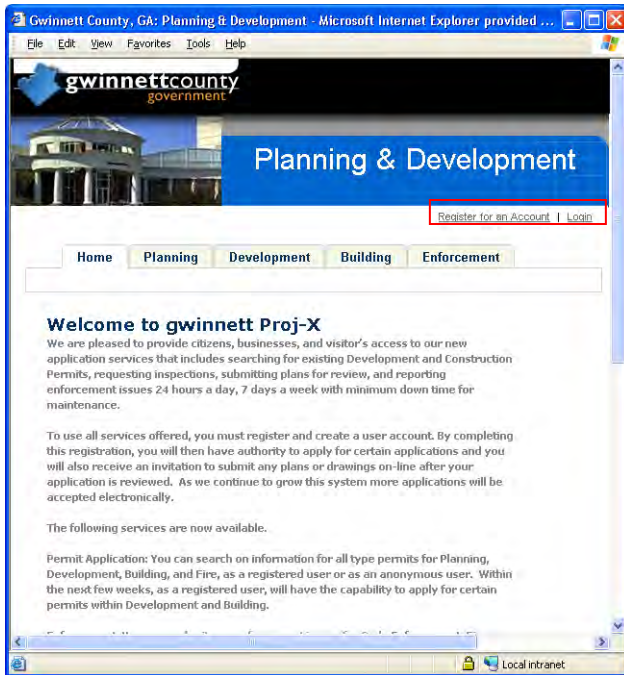 Gwinnett County, GA: Planning & Development - Microsoft Internet Explorer provided ...
File Edit View Favorites Tools Help
gwinnettcounty
government
Planning & Development
Register for an Account | Login
Home Planning Development Building Enforcement
Welcome to gwinnett Proj-X
We are pleased to provide citizens, businesses, and visitor's access to our new
application services that includes searching for existing Development and Construction
Permits, requesting inspections, submitting plans for review, and reporting
enforcement issues 24 hours a day, 7 days a week with minimum down time for
maintenance.
To use all services offered, you must register and create a user account. By completing
this registration, you will then have authority to apply for certain applications and you
will also receive an invitation to submit any plans or drawings on-line after your
application is reviewed. As we continue to grow this system more applications will be
accepted electronically.
The following services are now available.
Permit Application: You can search on information for all type permits for Planning,
Development, Building, and Fire, as a registered user or as an anonymous user. Within
the next few weeks, as a registered user, will have the capability to apply for certain
permits within Development and Building.
Local intranet